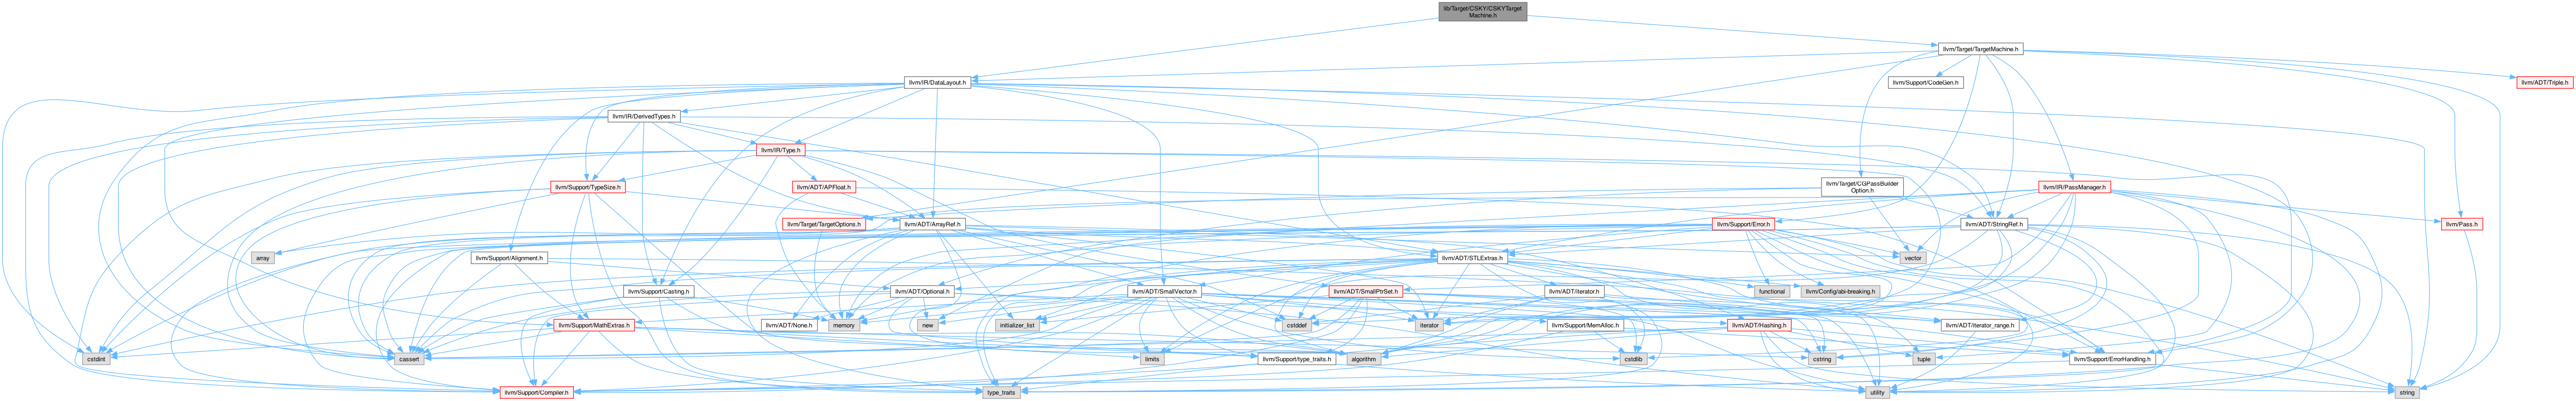 lib/Target/CSKY/CSKYTarget
Machine.h
llvm/Target/TargetMachine.h
llvm/IR/DataLayout.h
llvm/Support/CodeGen.h
llvm/ADT/Triple.h
llvm/IR/DerivedTypes.h
llvm/IR/Type.h
llvm/Support/TypeSize.h
llvm/ADT/APFloat.h
llvm/Target/CGPassBuilder
Option.h
llvm/IR/PassManager.h
llvm/Target/TargetOptions.h
llvm/ADT/ArrayRef.h
llvm/Support/Error.h
llvm/ADT/StringRef.h
llvm/Pass.h
array
llvm/Support/Alignment.h
llvm/ADT/STLExtras.h
vector
llvm/Support/Casting.h
llvm/ADT/Optional.h
llvm/ADT/SmallVector.h
llvm/ADT/SmallPtrSet.h
llvm/ADT/iterator.h
functional
llvm/Config/abi-breaking.h
llvm/Support/MathExtras.h
llvm/ADT/None.h
memory
new
initializer_list
cstddef
iterator
llvm/Support/MemAlloc.h
llvm/ADT/Hashing.h
llvm/ADT/iterator_range.h
cstdint
cassert
limits
llvm/Support/type_traits.h
algorithm
cstdlib
cstring
tuple
llvm/Support/ErrorHandling.h
llvm/Support/Compiler.h
type_traits
utility
string